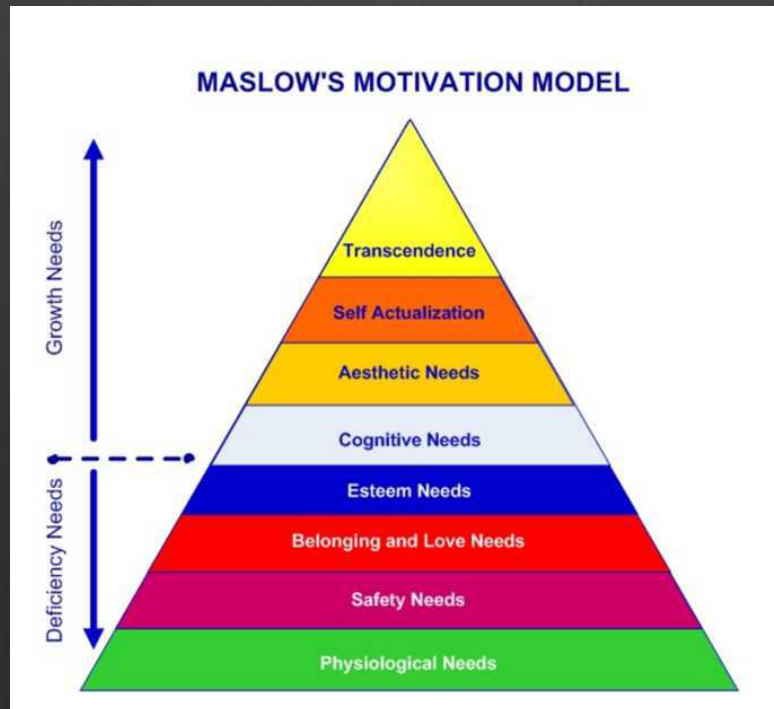 MASLOW'S MOTIVATION MODEL
Growth Needs
Deficiency Needs
Transcendence
Self Actualization
Aesthetic Needs
Cognitive Needs
Esteem Needs
Belonging and Love Needs
Safety Needs
Physiological Needs